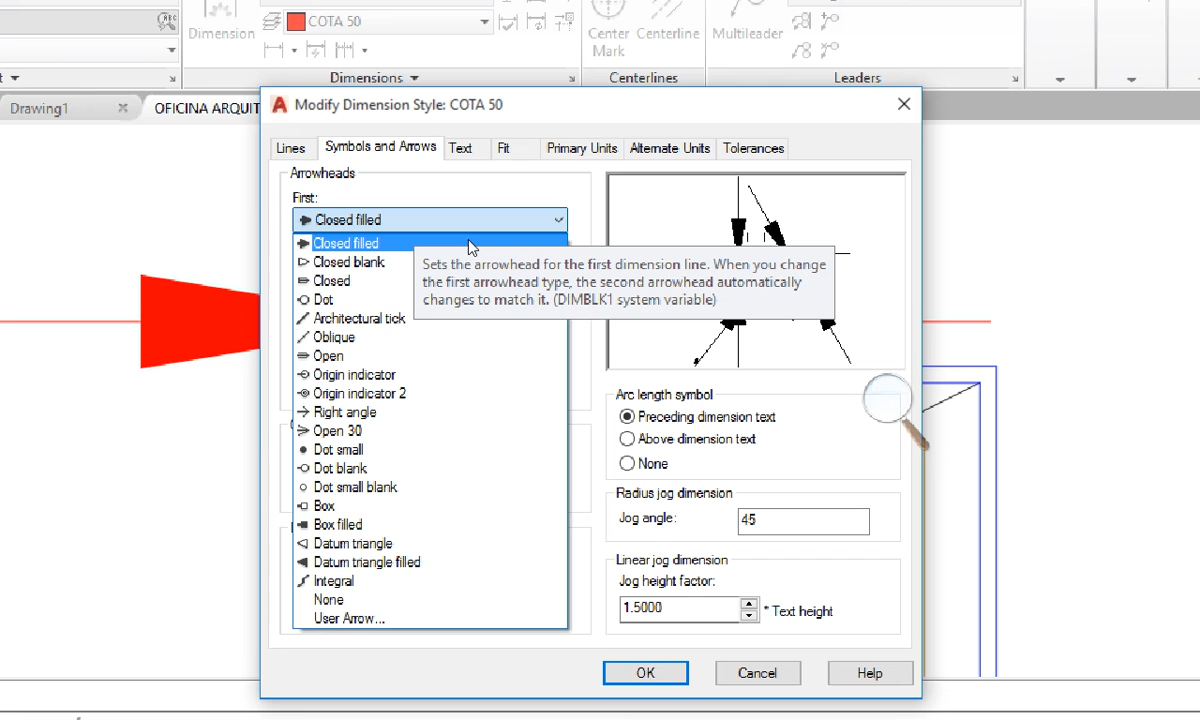 COTA 50
Dimension
Center
Mark
Centerline
Multileader
Dimensions
Centerlines
Leaders
Drawing1
OFICINA ARQUIT
Modify Dimension Style: COTA 50
Lines
Symbols and Arrows
Text
Fit
Primary Units
Alternate Units
Tolerances
Arrowheads
First:
Closed filled
Closed filled
Closed blank
Closed
Dot
Architectural tick
Oblique
Open
Origin indicator
Origin indicator 2
Right angle
Open 30
Dot small
Dot blank
Dot small blank
Box
Box filled
Datum triangle
Datum triangle filled
Integral
None
User Arrow...
Sets the arrowhead for the first dimension line. When you change
the first arrowhead type, the second arrowhead automatically
changes to match it. (DIMBLK1 system variable)
Arc length symbol
Preceding dimension text
Above dimension text
None
Radius jog dimension
Jog angle:
45
Linear jog dimension
Jog height factor:
1.5000
* Text height
OK
Cancel
Help